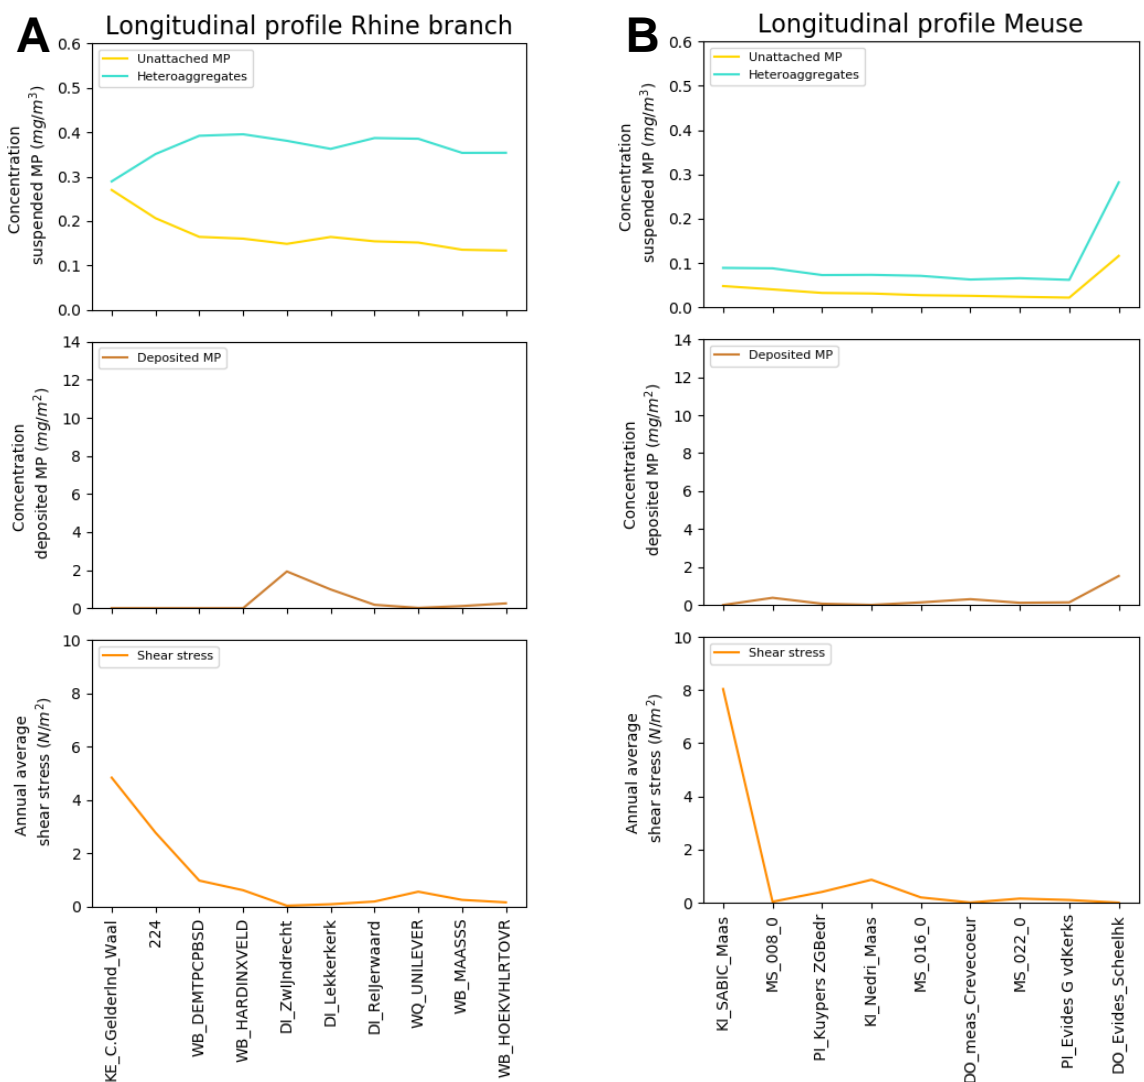 A
Longitudinal profile Rhine branch
Concentration
suspended MP (mg/m³)
0.6
0.5
0.4
0.3
0.2
0.1
0.0
Unattached MP
Heteroaggregates
Concentration
deposited MP (mg/m²)
14
12
10
8
6
4
2
0
Deposited MP
Annual average
shear stress (N/m²)
10
8
6
4
2
0
Shear stress
KE_C.Gelderlnd_Waal
224
WB_DEMTPCPBSD
WB_HARDINXVELD
DI_ZwIJndrecht
DI_Lekkerkerk
DI_ReIJerwaard
WQ_UNILEVER
WB_MAASSS
WB_HOEKVHLRTOVR
B
Longitudinal profile Meuse
Concentration
suspended MP (mg/m³)
0.6
0.5
0.4
0.3
0.2
0.1
0.0
Unattached MP
Heteroaggregates
Concentration
deposited MP (mg/m²)
14
12
10
8
6
4
2
0
Deposited MP
Annual average
shear stress (N/m²)
10
8
6
4
2
0
Shear stress
KI_SABIC_Maas
MS_008_0
PI_Kuypers ZGBedr
KI_Nedri_Maas
MS_016_0
DO_meas_Crevecoeur
MS_022_0
PI_Evides G vdKerks
DO_Evides_Scheelhk